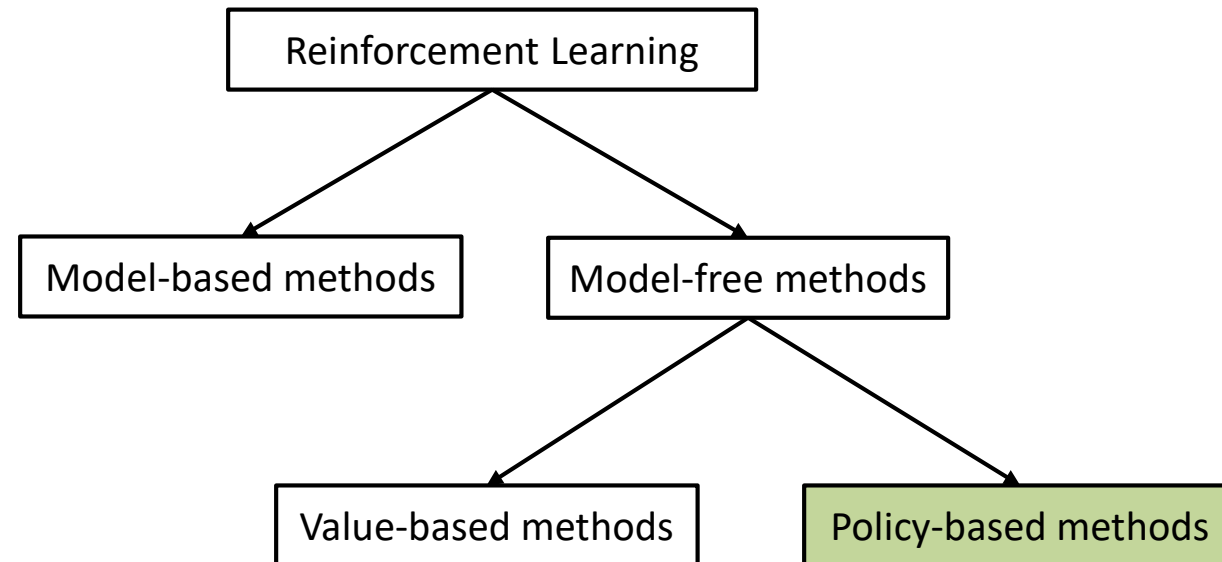 Reinforcement Learning
Model-based methods
Model-free methods
Value-based methods
Policy-based methods